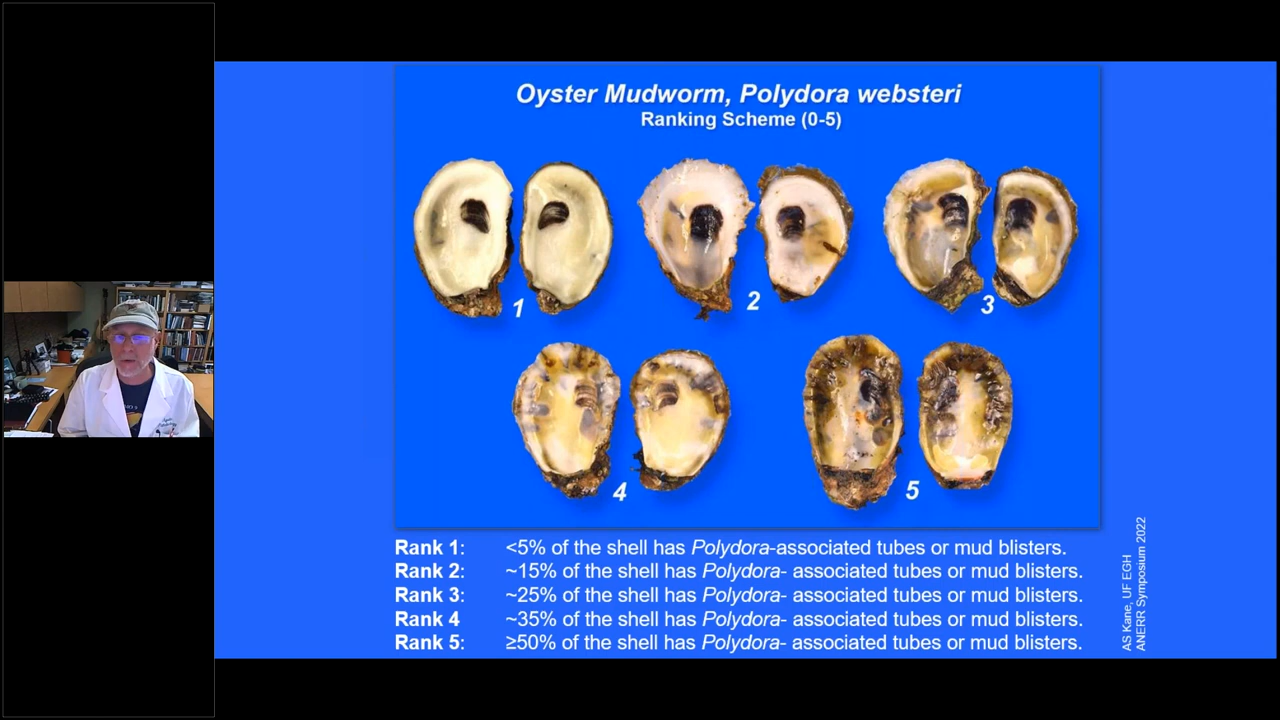 Oyster Mudworm, Polydora websteri
Ranking Scheme (0-5)
1
2
3
4
5
Rank 1: <5% of the shell has Polydora-associated tubes or mud blisters.
Rank 2: ~15% of the shell has Polydora- associated tubes or mud blisters.
Rank 3: ~25% of the shell has Polydora- associated tubes or mud blisters.
Rank 4 ~35% of the shell has Polydora- associated tubes or mud blisters.
Rank 5: ≥50% of the shell has Polydora- associated tubes or mud blisters.
AS Kane, UF EGH
ANERR Symposium 2022